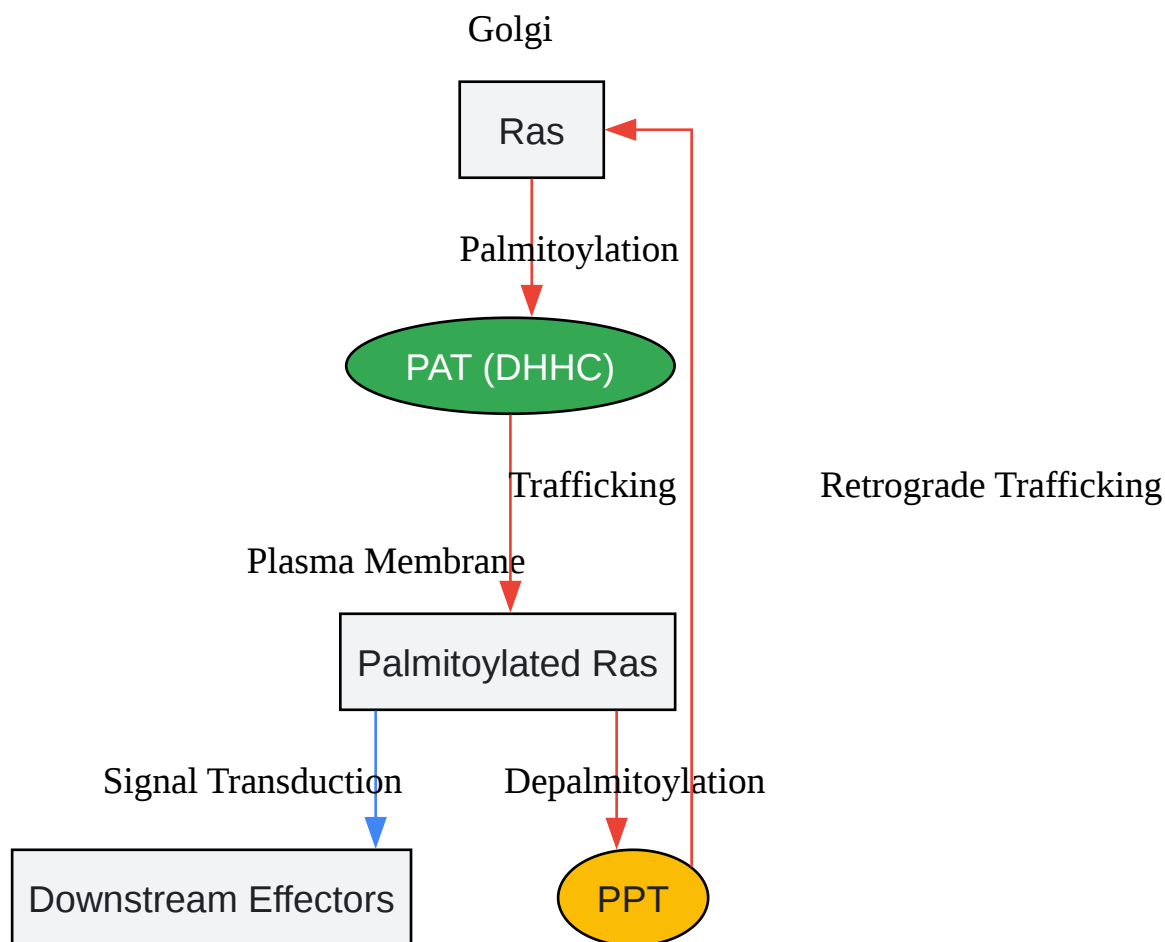 Golgi
Ras
Palmitoylation
PAT (DHHC)
Trafficking
Retrograde Trafficking
Plasma Membrane
Palmitoylated Ras
Signal Transduction
Depalmitoylation
Downstream Effectors
PPT